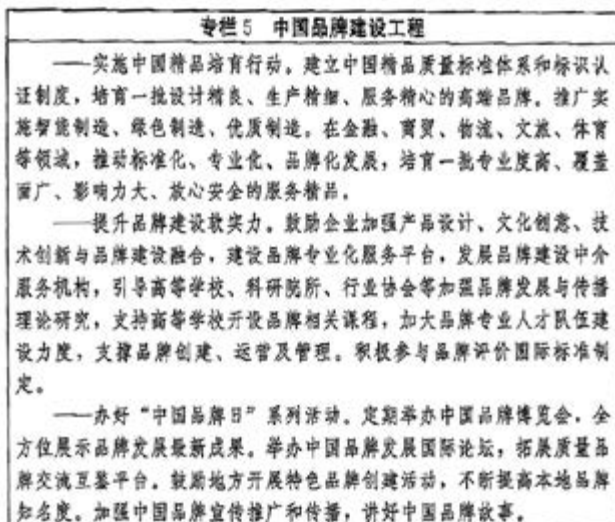 专栏5 中国品牌建设工程
——实施中国精品培育行动。建立中国精品质量标准体系和标识认
证制度，培育一批设计精良、生产精细、服务精心的高端品牌。推广实
施智能制造、绿色制造、优质制造。在金融、商贸、物流、文旅、体育
等领域，推动标准化、专业化、品牌化发展，培育一批专业度高、覆盖
面广、影响力大、放心安全的服务精品。
——提升品牌建设软实力。鼓励企业加强产品设计、文化创意、技
术创新与品牌建设融合，建设品牌专业化服务平台，发展品牌建设中介
服务机构，引导高等学校、科研院所、行业协会等加强品牌发展与传播
理论研究，支持高等学校开设品牌相关课程，加大品牌专业人才队伍建
设力度，支撑品牌创建、运营及管理。积极参与品牌评价国际标准制
定。
——办好“中国品牌日”系列活动。定期举办中国品牌博览会，全
方位展示品牌发展最新成果。举办中国品牌发展国际论坛，拓展质量品
牌交流互鉴平台。鼓励地方开展特色品牌创建活动，不断提高本地品牌
知名度。加强中国品牌宣传推广和传播，讲好中国品牌故事。